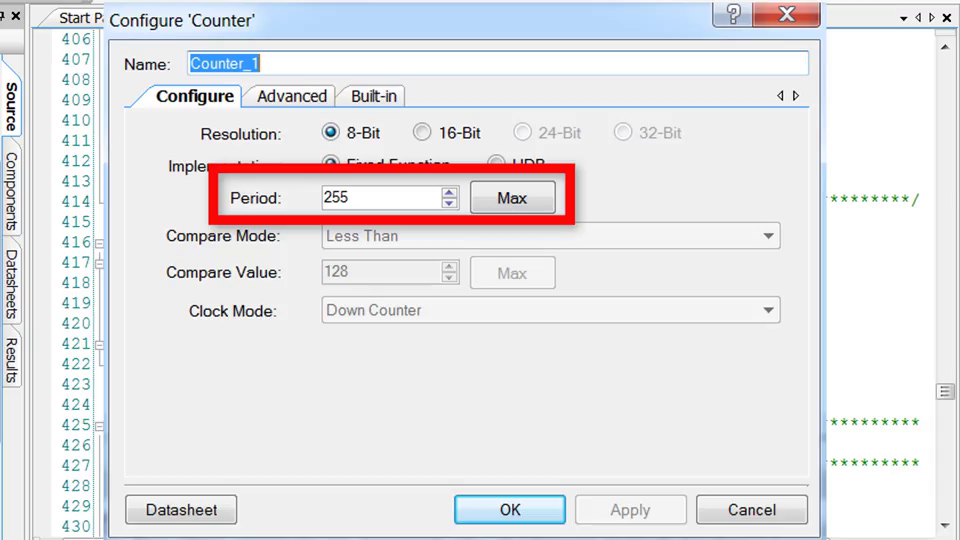 Start Pa
Configure 'Counter'
Name: Counter_1
Configure Advanced Built-in
Resolution: 8-Bit 16-Bit 24-Bit 32-Bit
Implementation: Fixed Function UDB
Period: 255 Max
Compare Mode: Less Than
Compare Value: 128 Max
Clock Mode: Down Counter
Datasheet OK Apply Cancel
Source
Components
Datasheets
Results
406
407
408
409
410
411
412
413
414 *********/
415
416
417
418
419
420
421
422
423
424
425 **********
426
427 **********
428
429
430